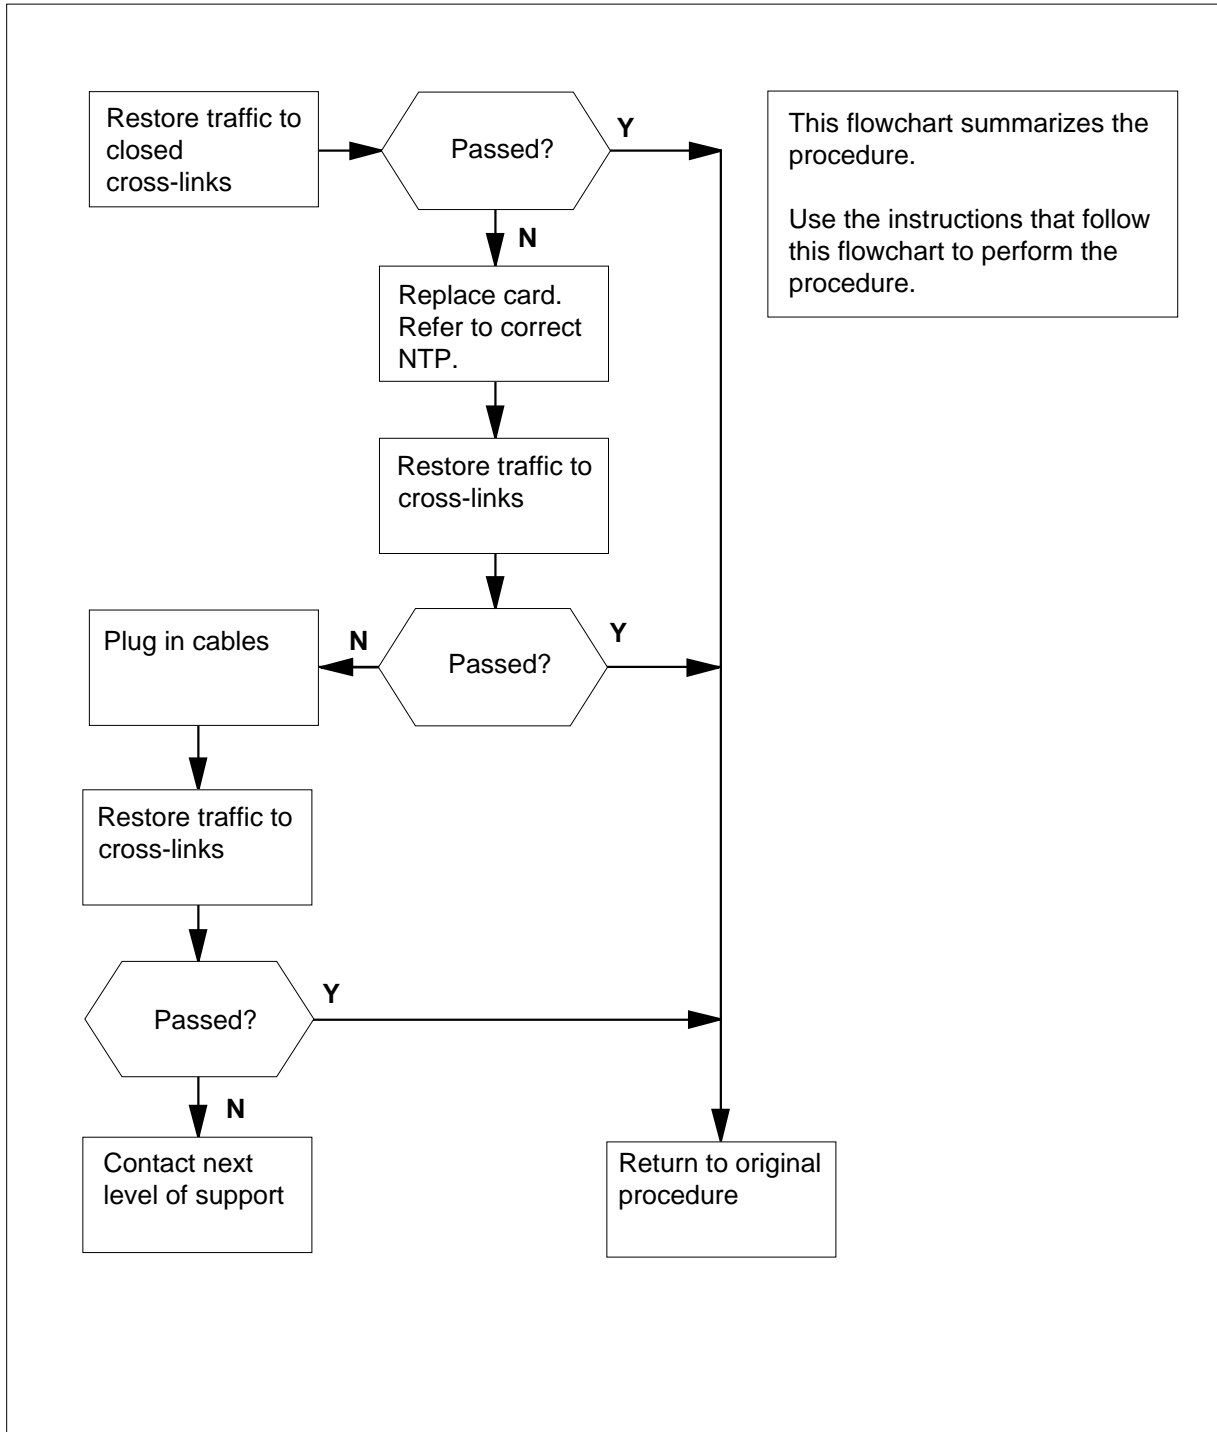 Restore traffic to
closed
cross-links
Passed?
Y
N
This flowchart summarizes the
procedure.
Use the instructions that follow
this flowchart to perform the
procedure.
Replace card.
Refer to correct
NTP.
Restore traffic to
cross-links
Passed?
Y
N
Plug in cables
Restore traffic to
cross-links
Passed?
Y
N
Contact next
level of support
Return to original
procedure